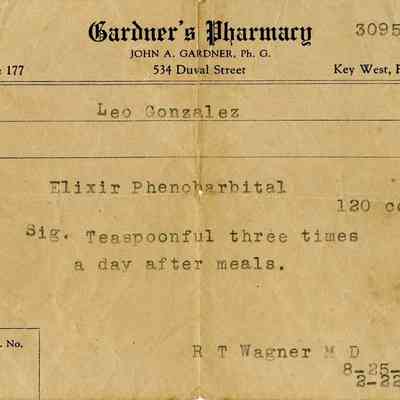 Gardner's Pharmacy
3095
JOHN A. GARDNER, Ph. G.
177 534 Duval Street Key West,
Leo Gonzalez
Elixir Phenobarbital
120 cc
Sig. Teaspoonful three times
a day after meals.
. No.
R T Wagner M D
8-25-
2-22